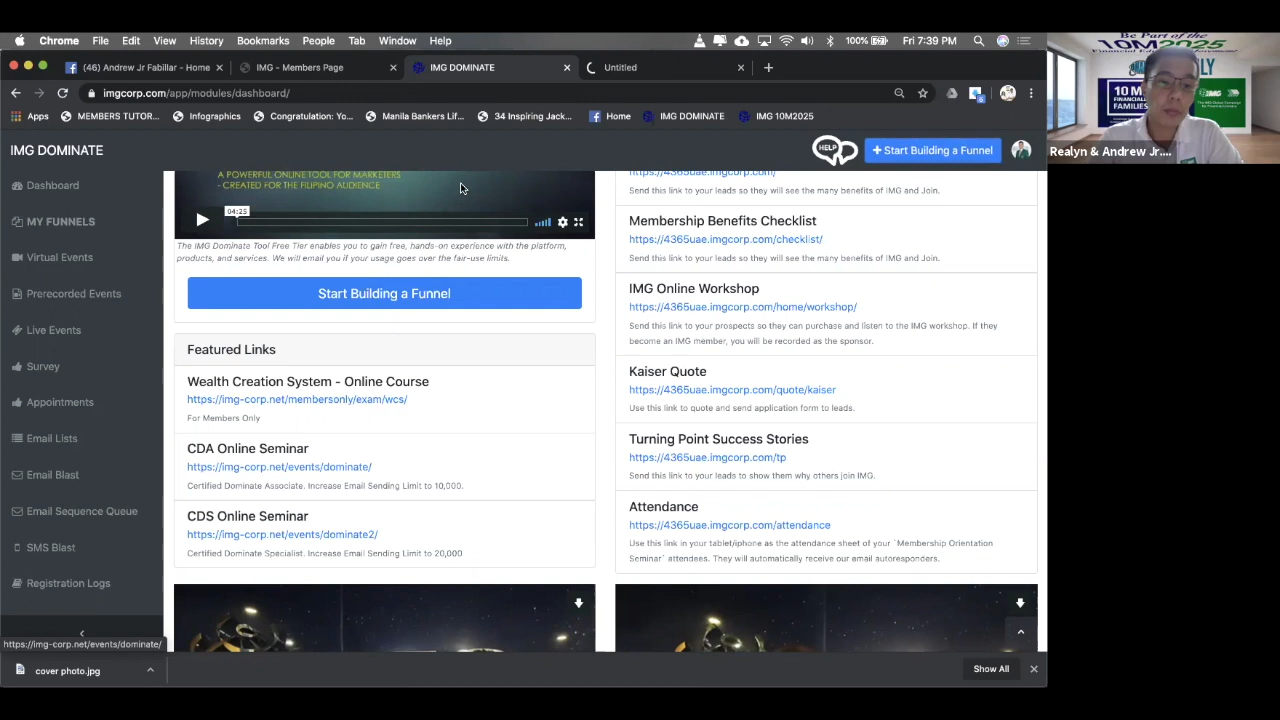 Chrome File Edit View History Bookmarks People Tab Window Help
100% Fri 7:39 PM
(46) Andrew Jr Fabillar - Home
IMG - Members Page
IMG DOMINATE
Untitled
imgcorp.com/app/modules/dashboard/
Apps
MEMBERS TUTOR...
Infographics
Congratulation: Yo...
Manila Bankers Lif...
34 Inspiring Jack...
Home
IMG DOMINATE
IMG 10M2025
IMG DOMINATE
HELP
+ Start Building a Funnel
Dashboard
MY FUNNELS
Virtual Events
Prerecorded Events
Live Events
Survey
Appointments
Email Lists
Email Blast
Email Sequence Queue
SMS Blast
Registration Logs
A POWERFUL ONLINE TOOL FOR MARKETERS
- CREATED FOR THE FILIPINO AUDIENCE
04:25
The IMG Dominate Tool Free Tier enables you to gain free, hands-on experience with the platform,
products, and services. We will email you if your usage goes over the fair-use limits.
Start Building a Funnel
Featured Links
Wealth Creation System - Online Course
https://img-corp.net/membersonly/exam/wcs/
For Members Only
CDA Online Seminar
https://img-corp.net/events/dominate/
Certified Dominate Associate. Increase Email Sending Limit to 10,000.
CDS Online Seminar
https://img-corp.net/events/dominate2/
Certified Dominate Specialist. Increase Email Sending Limit to 20,000
https://4365uae.imgcorp.com/
Send this link to your leads so they will see the many benefits of IMG and Join.
Membership Benefits Checklist
https://4365uae.imgcorp.com/checklist/
Send this link to your leads so they will see the many benefits of IMG and Join.
IMG Online Workshop
https://4365uae.imgcorp.com/home/workshop/
Send this link to your prospects so they can purchase and listen to the IMG workshop. If they
become an IMG member, you will be recorded as the sponsor.
Kaiser Quote
https://4365uae.imgcorp.com/quote/kaiser
Use this link to quote and send application form to leads.
Turning Point Success Stories
https://4365uae.imgcorp.com/tp
Send this link to your leads to show them why others join IMG.
Attendance
https://4365uae.imgcorp.com/attendance
Use this link in your tablet/iphone as the attendance sheet of your `Membership Orientation
Seminar` attendees. They will automatically receive our email autoresponders.
https://img-corp.net/events/dominate/
cover photo.jpg
Show All
Be Part of the
10M2025
10 M
FINANCIAL
FAMILIES
IMG
Realyn & Andrew Jr....